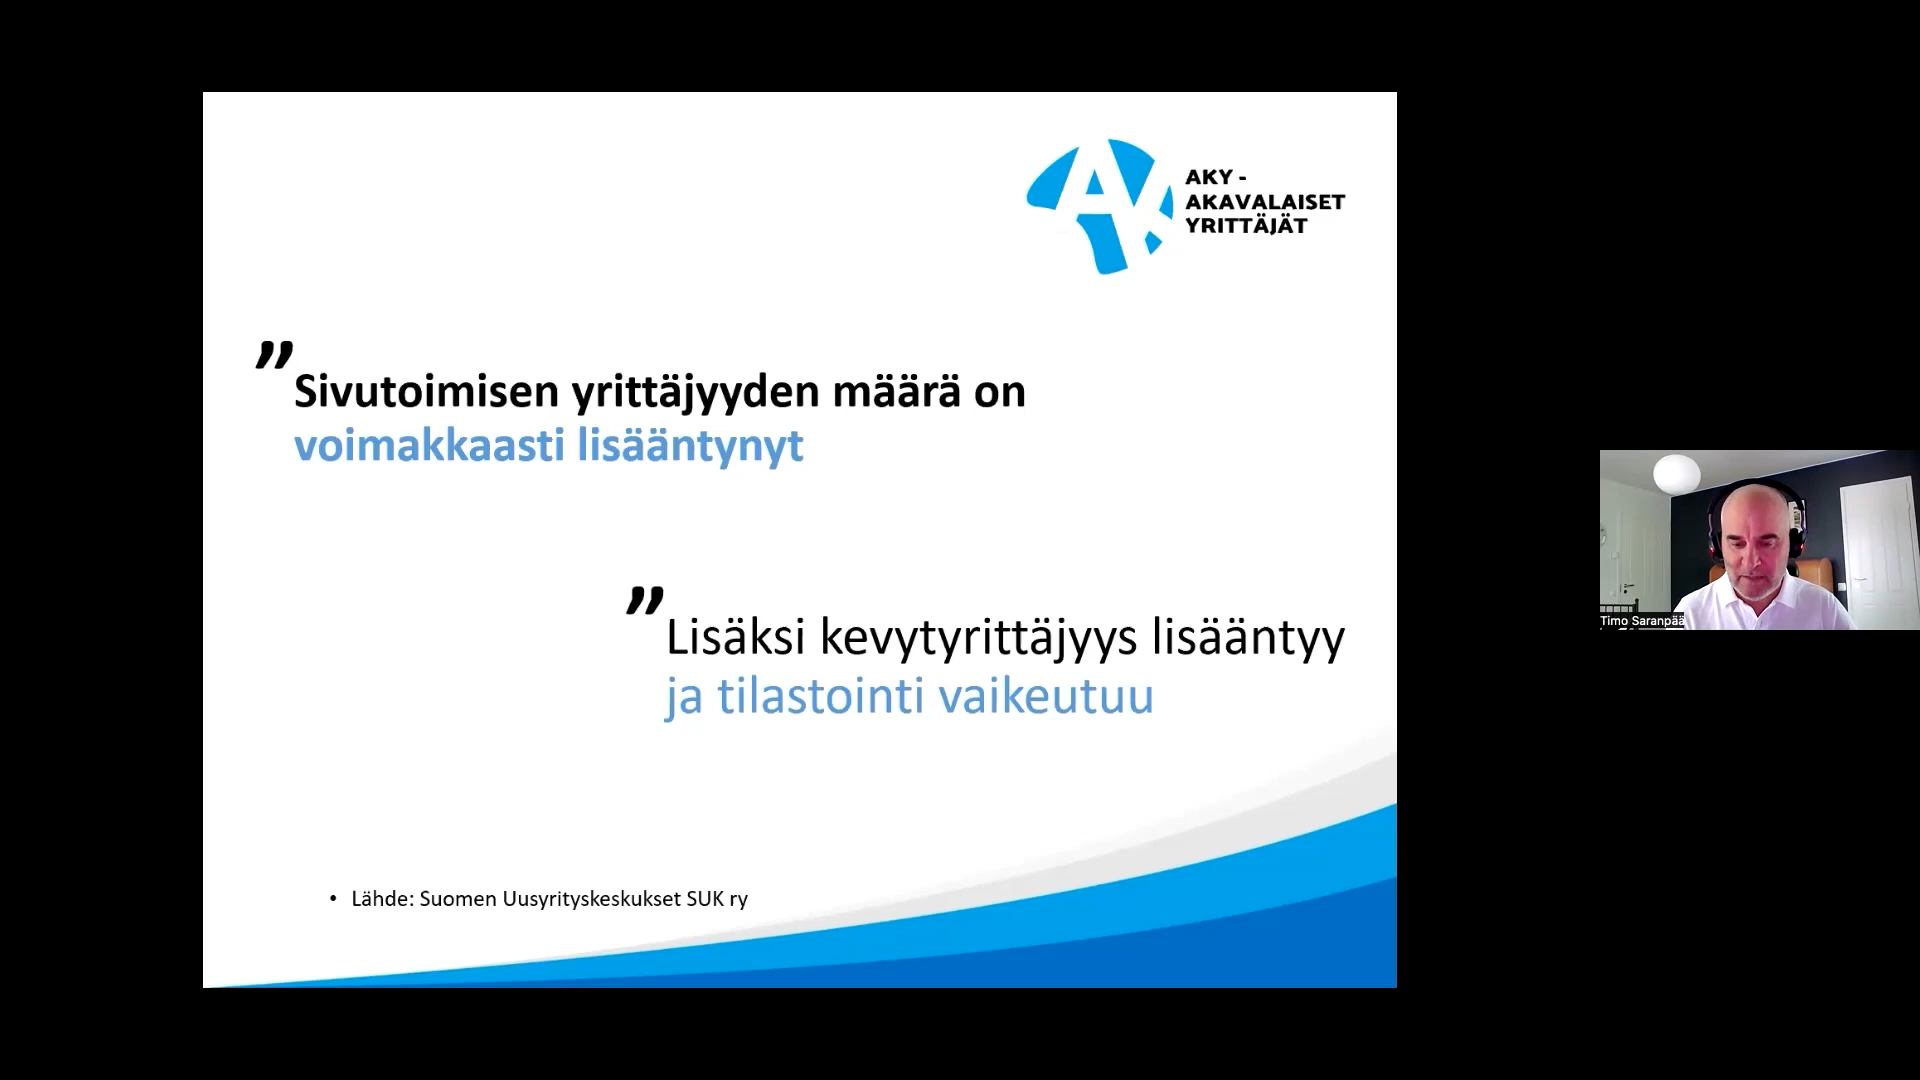 AKY -
AKAVALAISET
YRITTÄJÄT
”Sivutoimisen yrittäjyyden määrä on
voimakkaasti lisääntynyt
”Lisäksi kevytyrittäjyys lisääntyy
ja tilastointi vaikeutuu
• Lähde: Suomen Uusyrityskeskukset SUK ry
Timo Saranpää